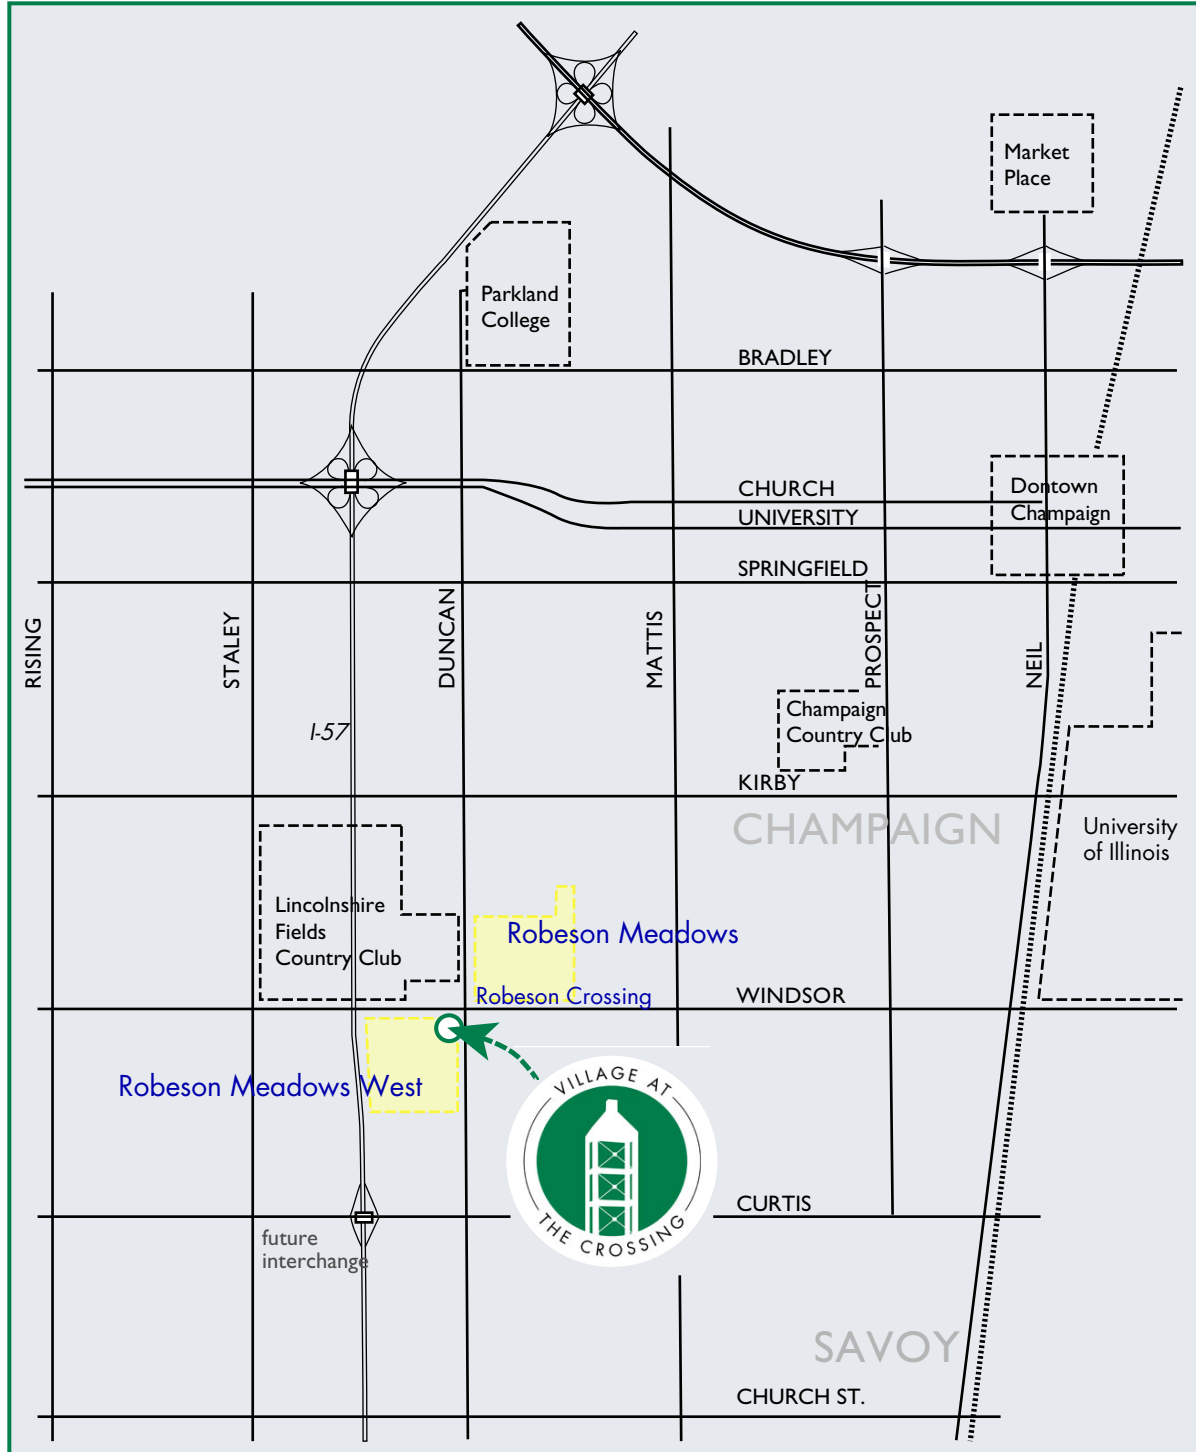 Market
Place
Parkland
College
BRADLEY
CHURCH
UNIVERSITY
Dontown
Champaign
SPRINGFIELD
RISING
STALEY
DUNCAN
MATTIS
PROSPECT
NEIL
I-57
Champaign
Country Club
KIRBY
CHAMPAIGN
University
of Illinois
Lincolnshire
Fields
Country Club
Robeson Meadows
Robeson Crossing
WINDSOR
Robeson Meadows West
VILLAGE AT
THE CROSSING
CURTIS
future
interchange
SAVOY
CHURCH ST.